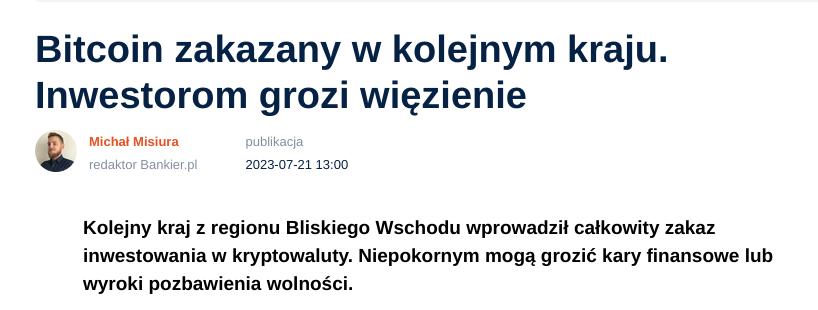 Bitcoin zakazany w kolejnym kraju.
Inwestorom grozi więzienie
Michał Misiura
publikacja
redaktor Bankier.pl
2023-07-21 13:00
Kolejny kraj z regionu Bliskiego Wschodu wprowadził całkowity zakaz
inwestowania w kryptowaluty. Niepokornym mogą grozić kary finansowe lub
wyroki pozbawienia wolności.